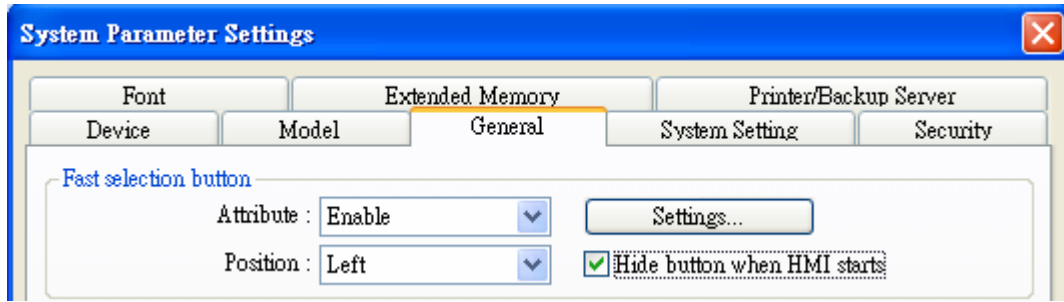 System Parameter Settings
Font Extended Memory Printer/Backup Server
Device Model General System Setting Security
Fast selection button
Attribute : Enable Settings...
Position : Left Hide button when HMI starts